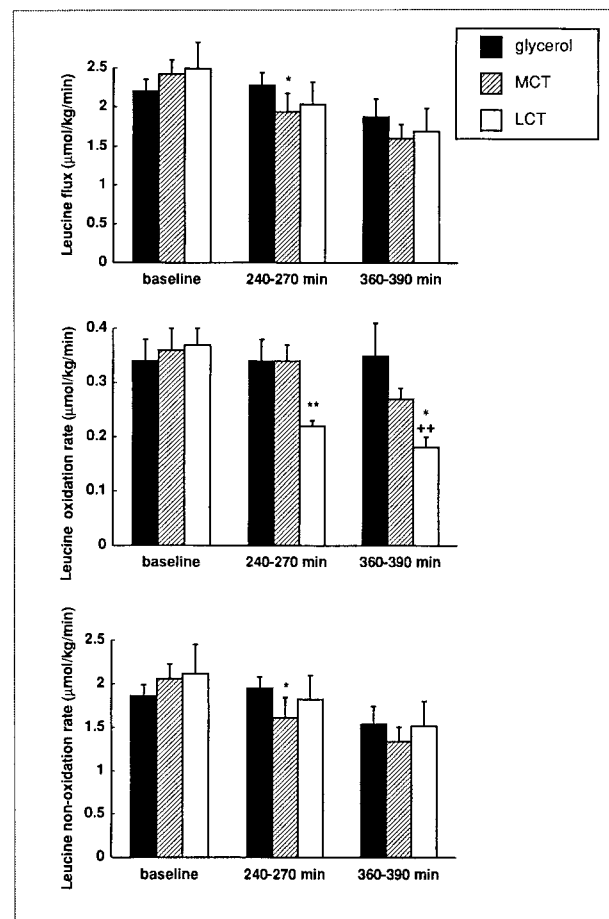 glycerol
MCT
LCT
Leucine flux (µmol/kg/min)
2.5
2
1.5
1
0.5
0
*
baseline
240-270 min
360-390 min
Leucine oxidation rate (µmol/kg/min)
0.4
0.3
0.2
0.1
0
**
*
++
baseline
240-270 min
360-390 min
Leucine non-oxidation rate (µmol/kg/min)
2.5
2
1.5
1
0.5
0
*
baseline
240-270 min
360-390 min